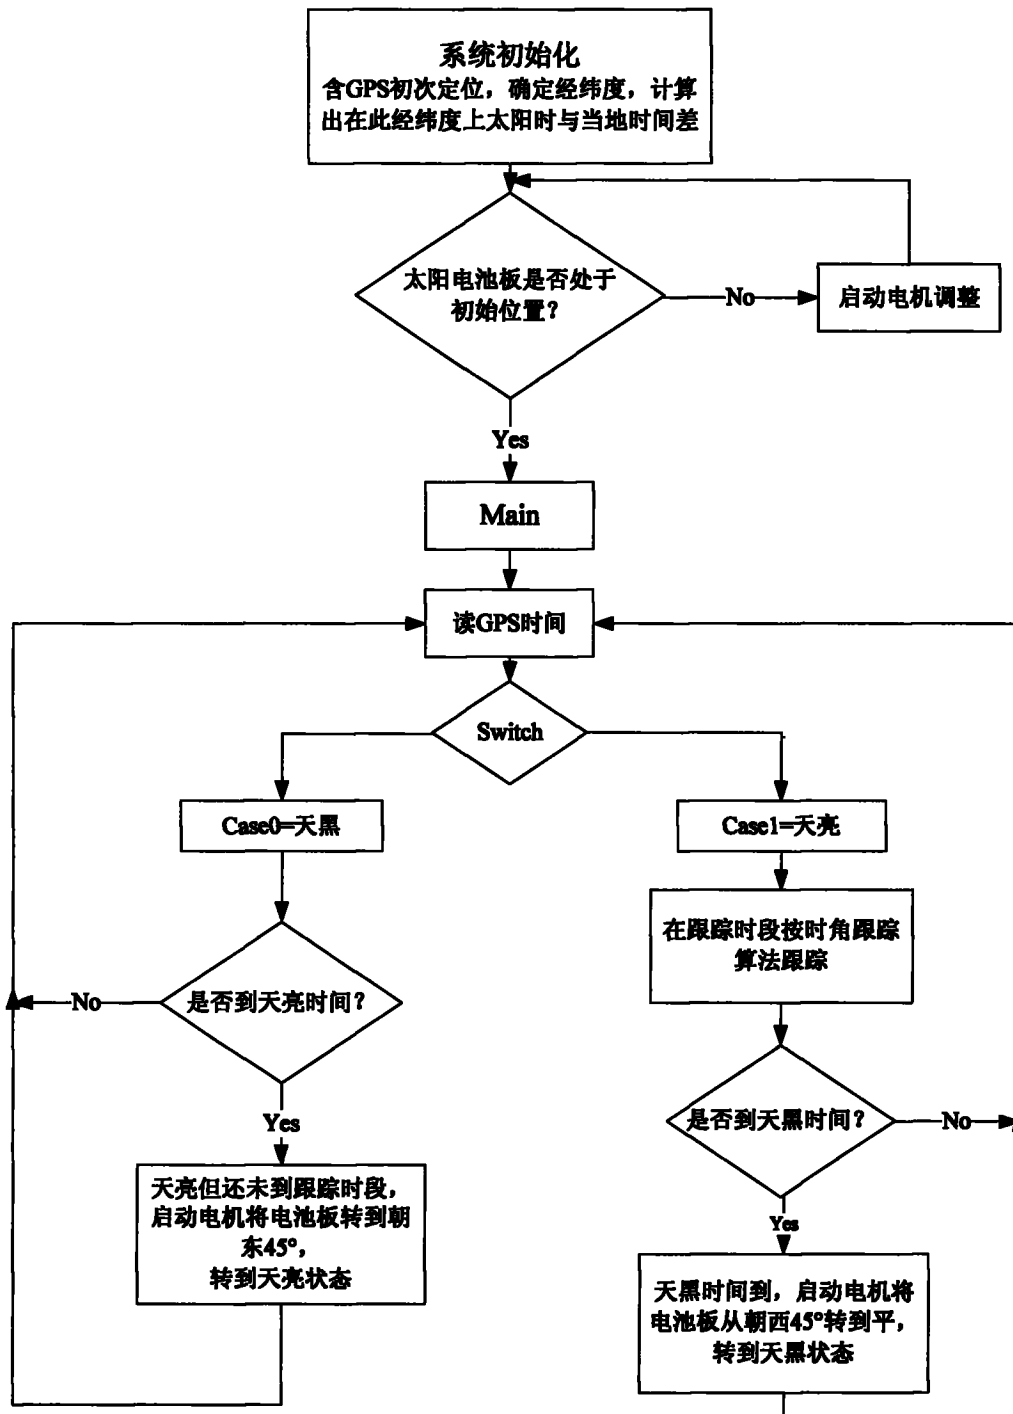 系统初始化
含GPS初次定位，确定经纬度，计算
出在此经纬度上太阳时与当地时间差
太阳电池板是否处于
初始位置？
No
启动电机调整
Yes
Main
读GPS时间
Switch
Case0=天黑
Case1=天亮
在跟踪时段按时角跟踪
算法跟踪
是否到天亮时间？
No
是否到天黑时间？
No
Yes
天亮但还未到跟踪时段，
启动电机将电池板转到朝
东45°，
转到天亮状态
Yes
天黑时间到，启动电机将
电池板从朝西45°转到平，
转到天黑状态